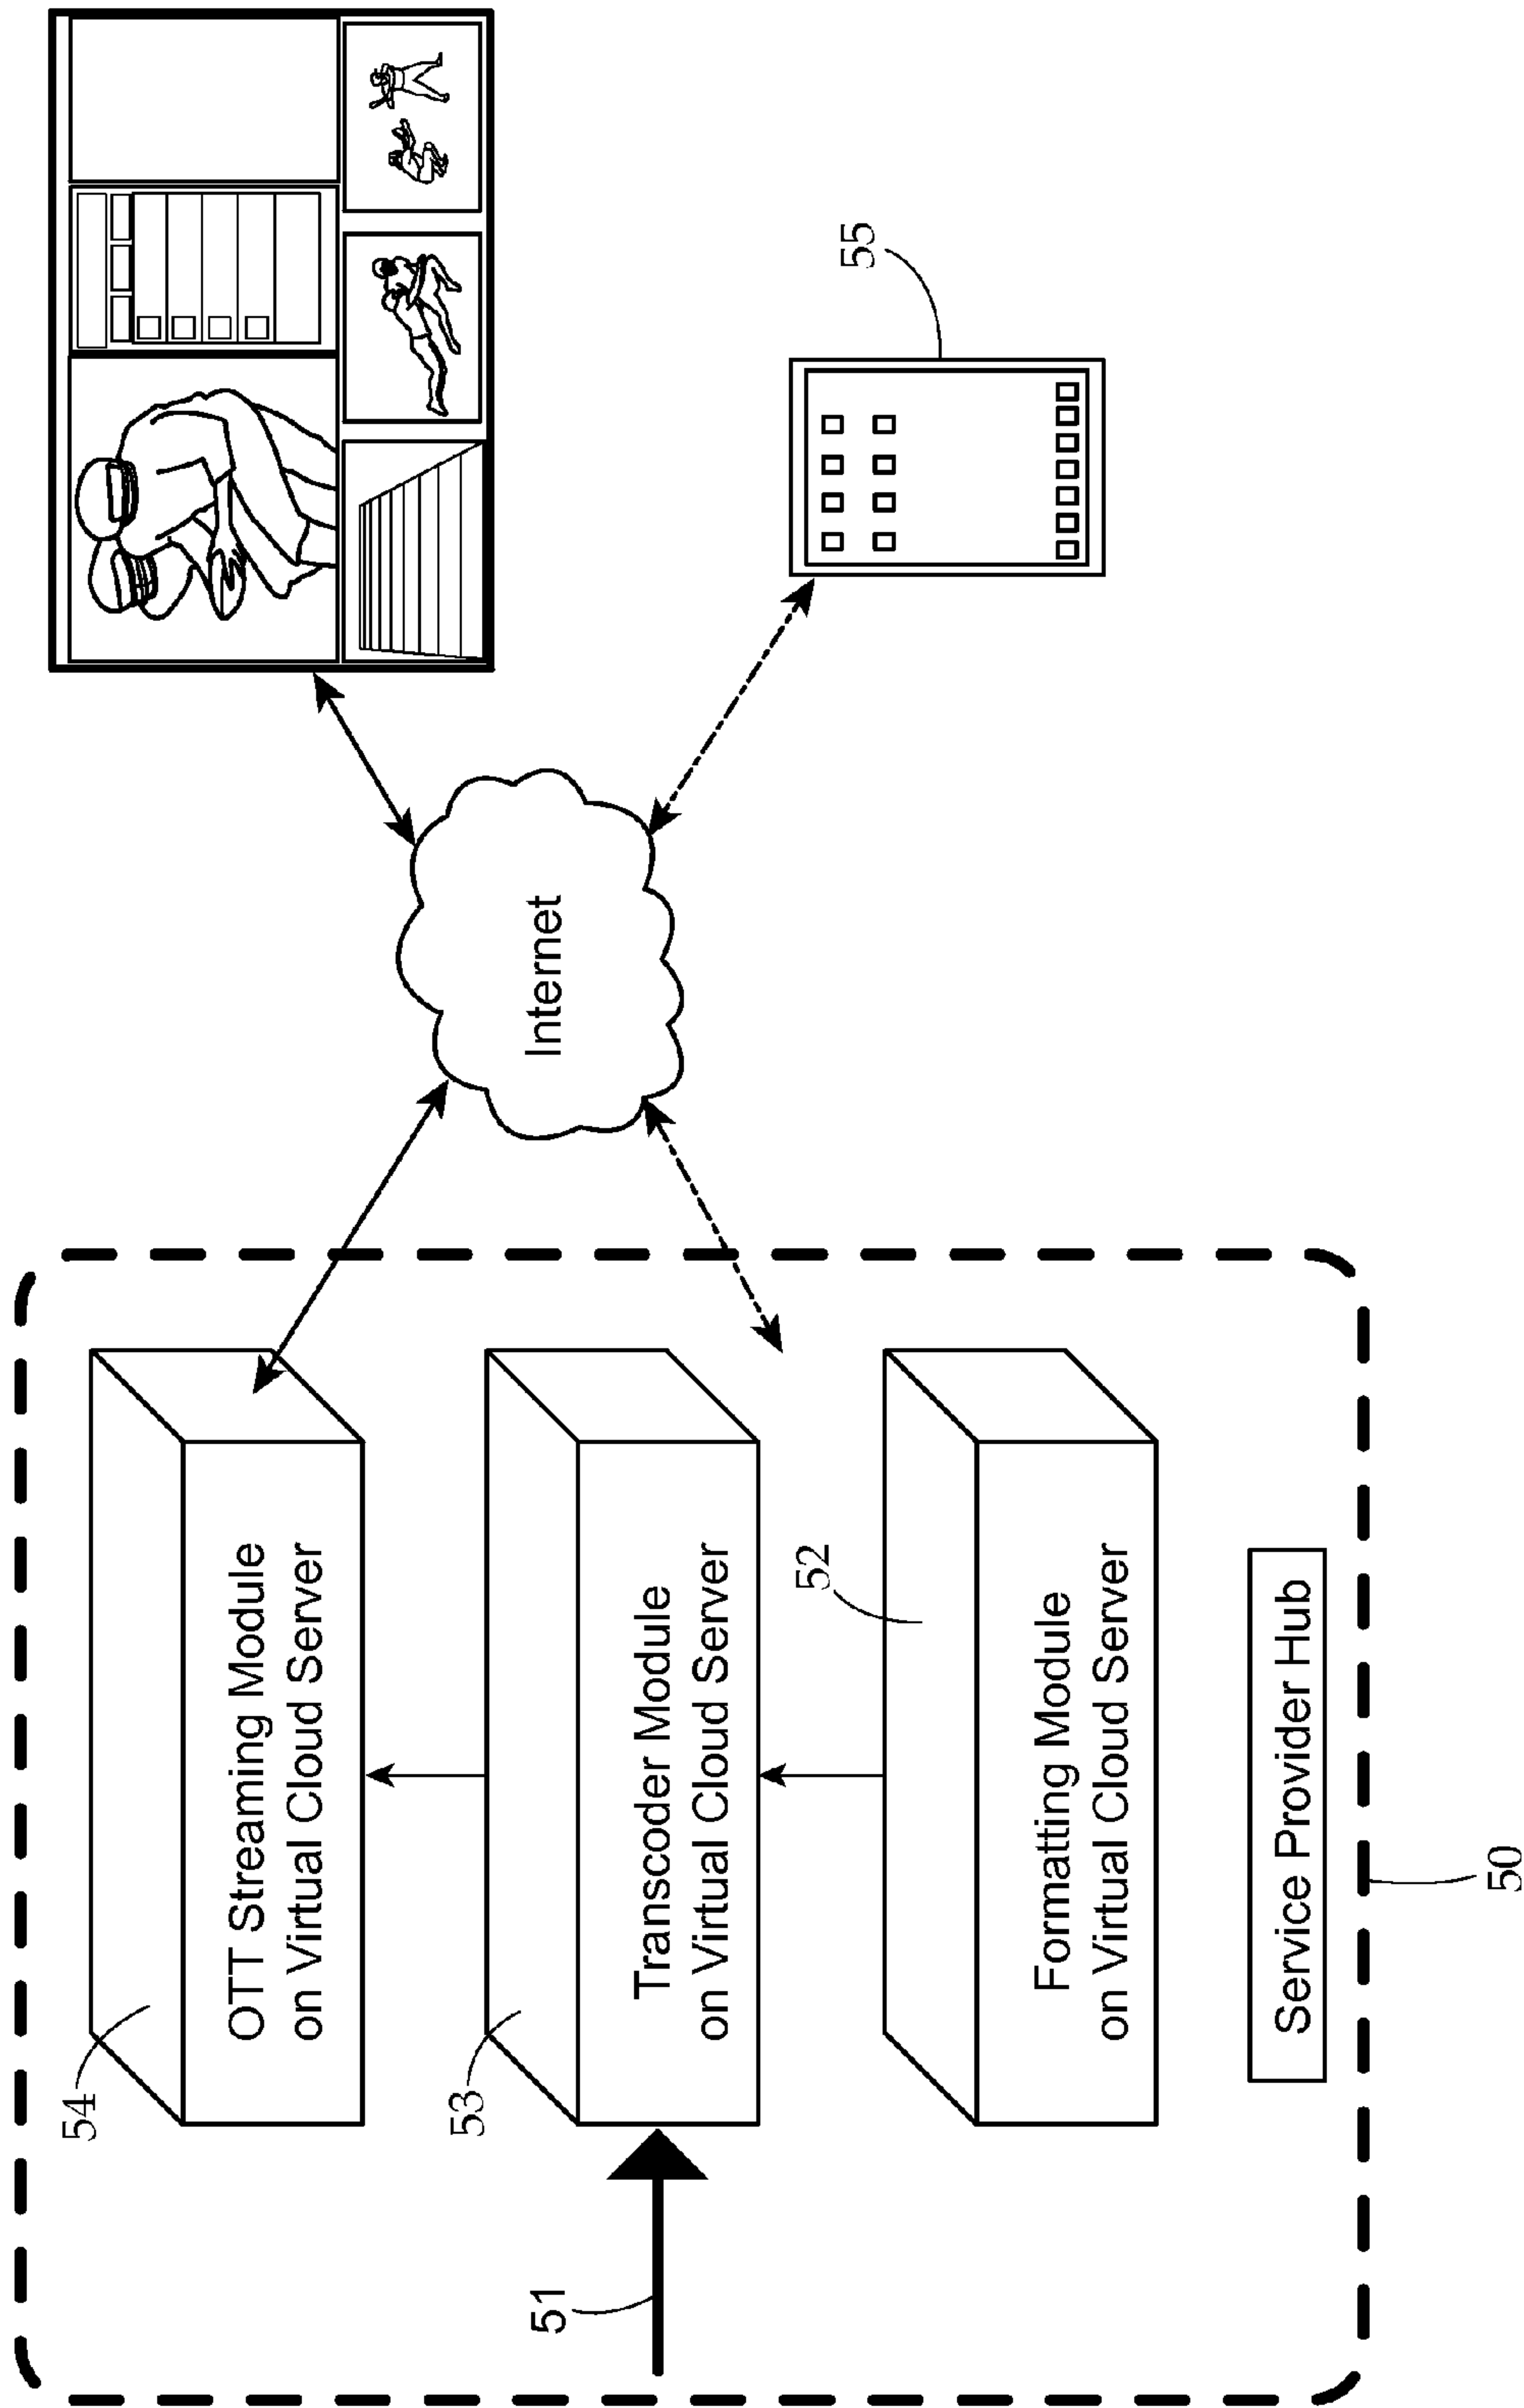 54
OTT Streaming Module
on Virtual Cloud Server
53
Transcoder Module
on Virtual Cloud Server
51
52
Formatting Module
on Virtual Cloud Server
Service Provider Hub
50
Internet
55